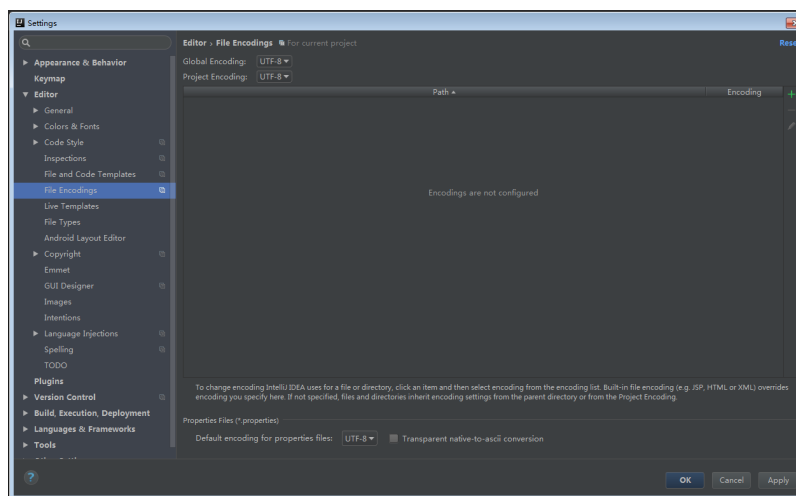 Settings
Editor › File Encodings For current project
Rese
Appearance & Behavior
Keymap
Editor
General
Colors & Fonts
Code Style
Inspections
File and Code Templates
File Encodings
Live Templates
File Types
Android Layout Editor
Copyright
Emmet
GUI Designer
Images
Intentions
Language Injections
Spelling
TODO
Plugins
Version Control
Build, Execution, Deployment
Languages & Frameworks
Tools
Global Encoding: UTF-8
Project Encoding: UTF-8
Path Encoding
Encodings are not configured
To change encoding IntelliJ IDEA uses for a file or directory, click an item and then select encoding from the encoding list. Built-in file encoding (e.g. JSP, HTML or XML) overrides
encoding you specify here. If not specified, files and directories inherit encoding settings from the parent directory or from the Project Encoding.
Properties Files (*.properties)
Default encoding for properties files: UTF-8 Transparent native-to-ascii conversion
? OK Cancel Apply